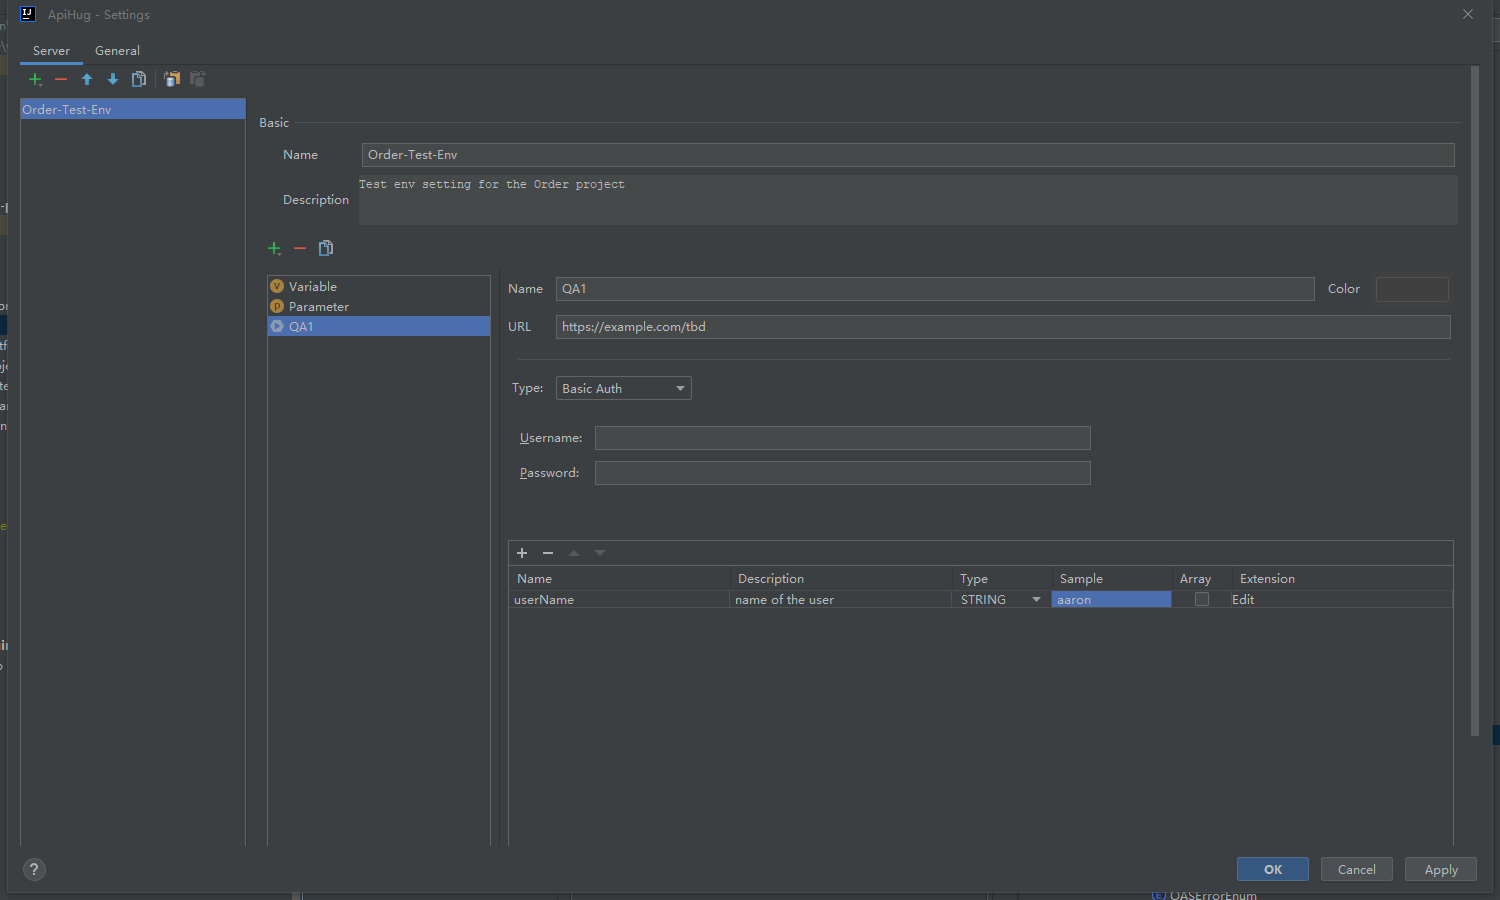 ApiHug - Settings
Server General
Order-Test-Env
Basic
Name Order-Test-Env
Description Test env setting for the Order project
V Variable
P Parameter
QA1
Name QA1 Color
URL https://example.com/tbd
Type: Basic Auth
Username:
Password:
Name Description Type Sample Array Extension
userName name of the user STRING aaron Edit
? OK Cancel Apply
QASErrorEnum